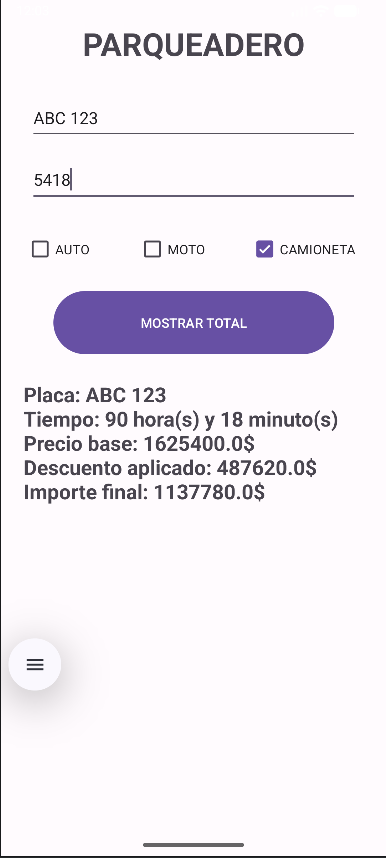 PARQUEADERO
ABC 123
5418
AUTO MOTO CAMIONETA
MOSTRAR TOTAL
Placa: ABC 123
Tiempo: 90 hora(s) y 18 minuto(s)
Precio base: 1625400.0$
Descuento aplicado: 487620.0$
Importe final: 1137780.0$